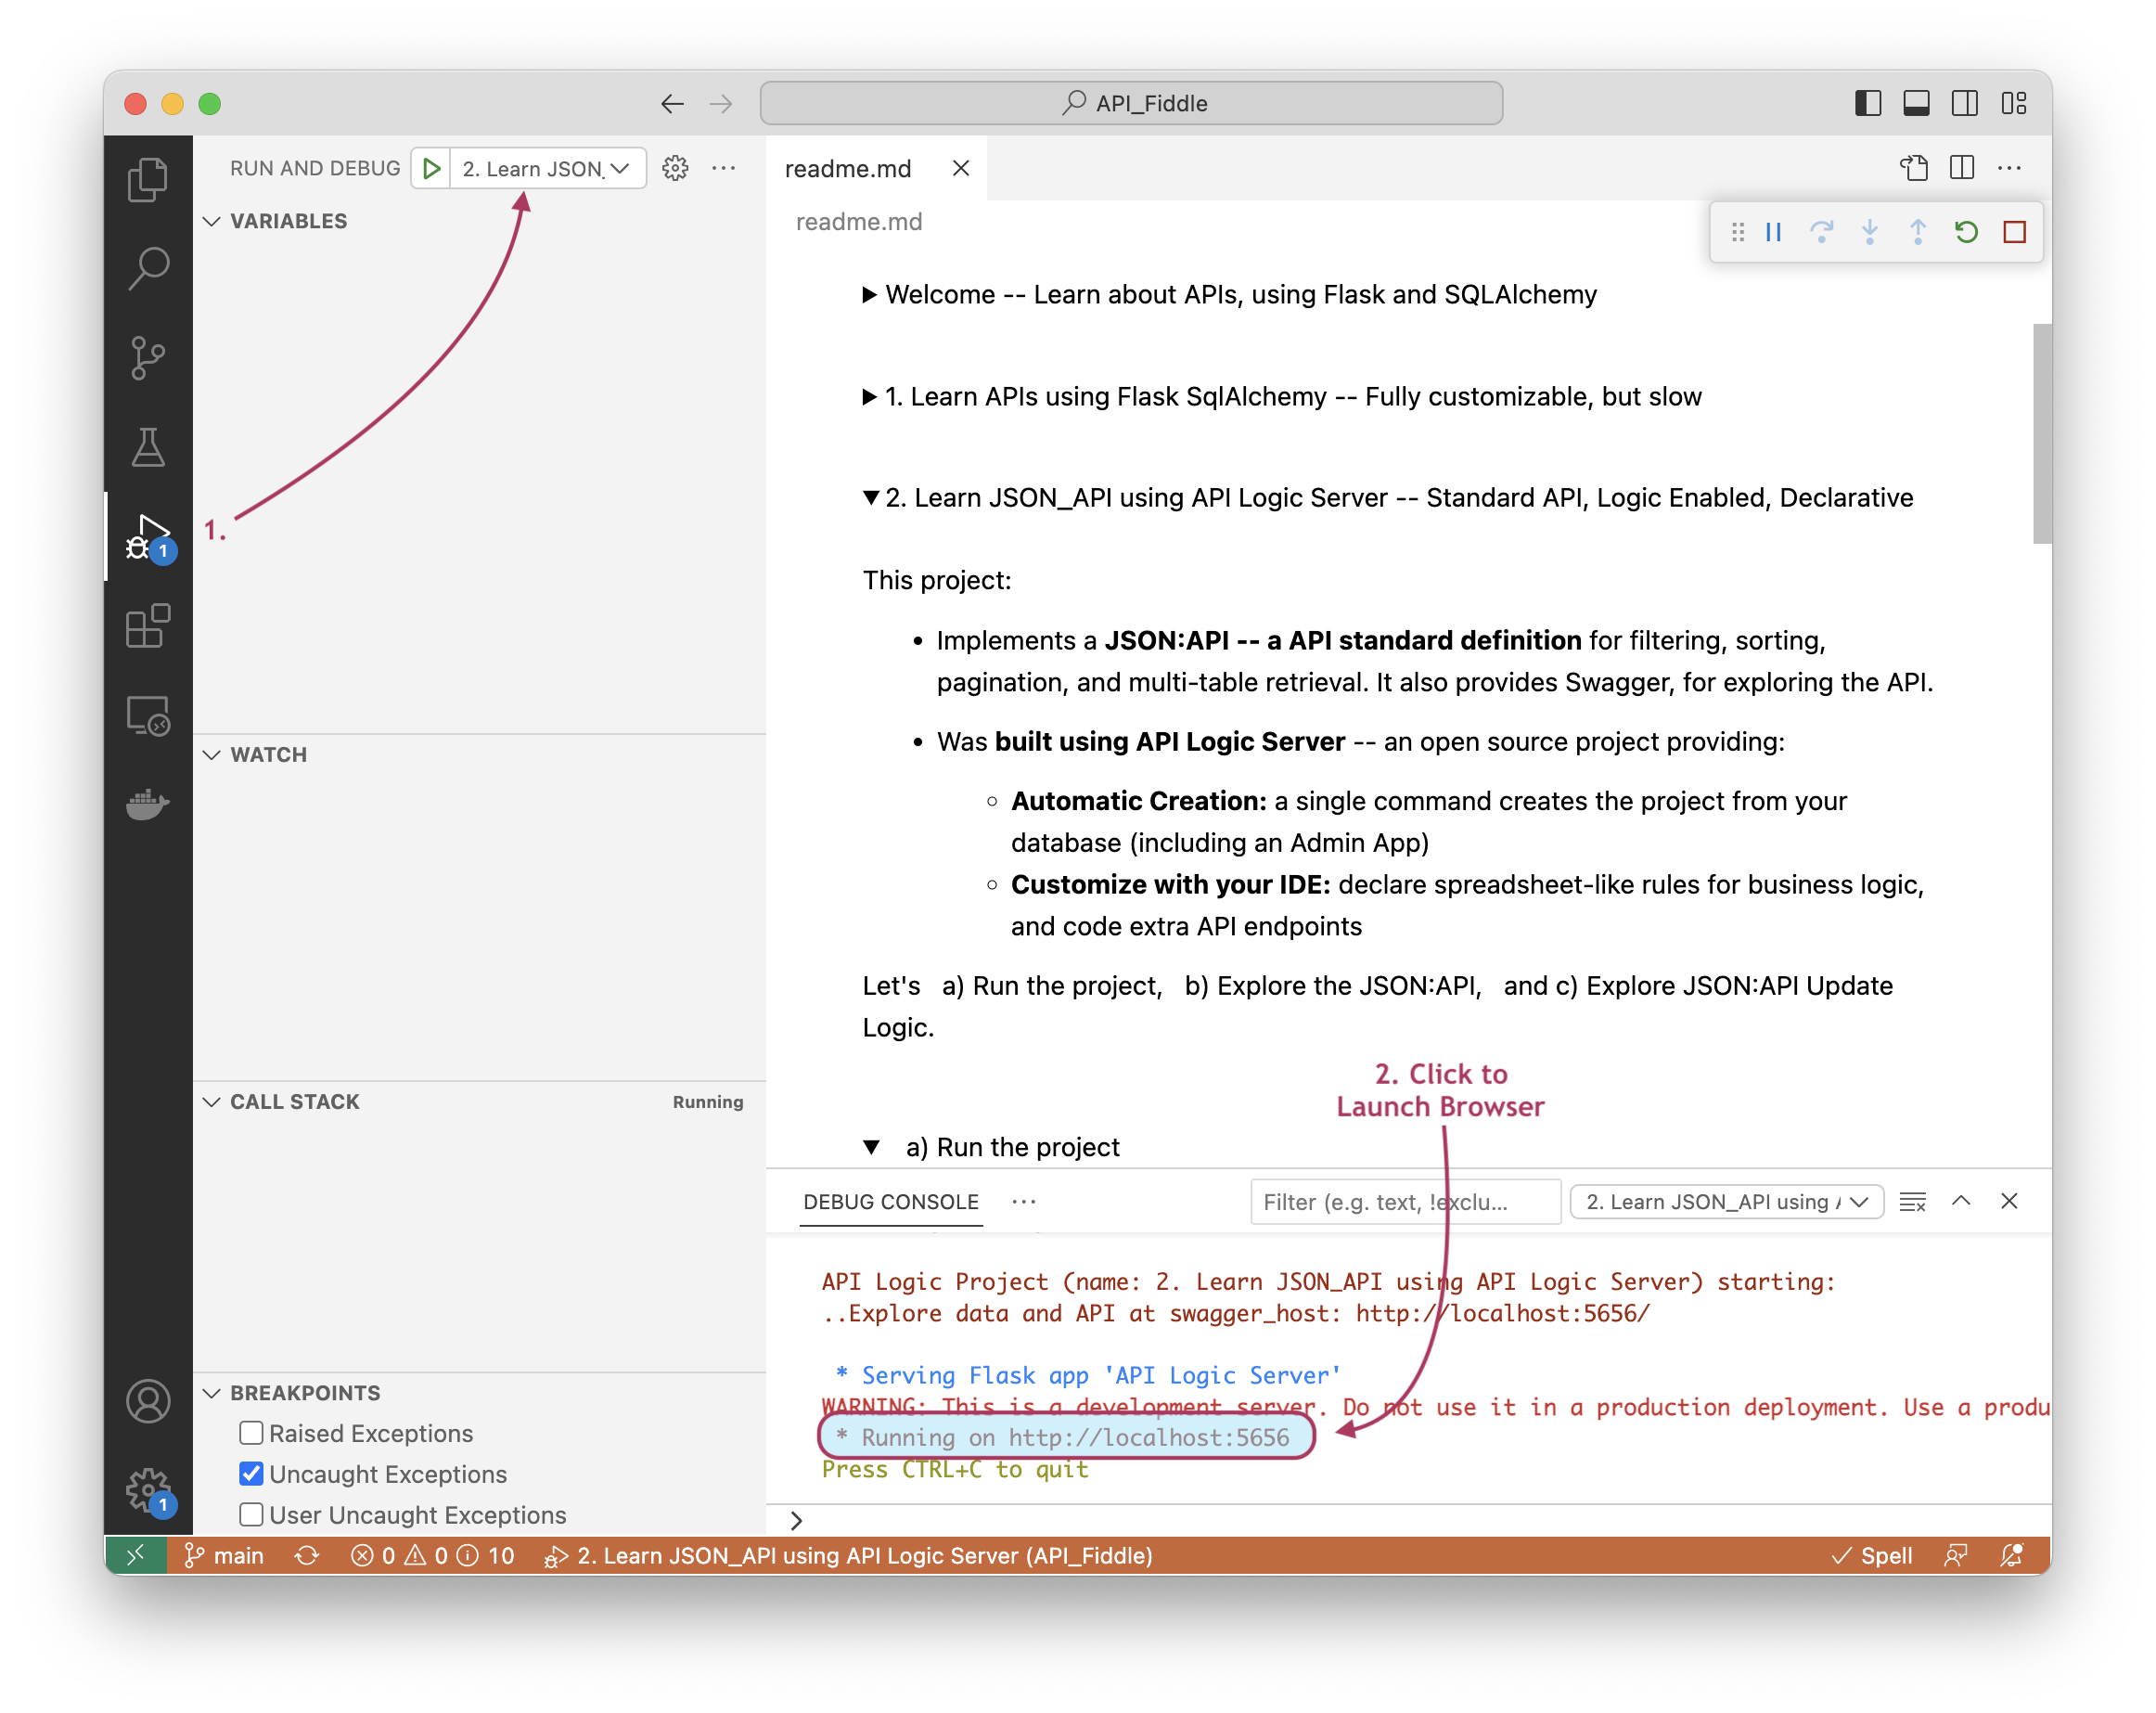 API_Fiddle
RUN AND DEBUG
2. Learn JSON_
VARIABLES
1.
1
WATCH
CALL STACK
Running
BREAKPOINTS
Raised Exceptions
Uncaught Exceptions
User Uncaught Exceptions
1
readme.md
readme.md
Welcome -- Learn about APIs, using Flask and SQLAlchemy
1. Learn APIs using Flask SqlAlchemy -- Fully customizable, but slow
2. Learn JSON_API using API Logic Server -- Standard API, Logic Enabled, Declarative
This project:
• Implements a JSON:API -- a API standard definition for filtering, sorting,
pagination, and multi-table retrieval. It also provides Swagger, for exploring the API.
• Was built using API Logic Server -- an open source project providing:
◦ Automatic Creation: a single command creates the project from your
database (including an Admin App)
◦ Customize with your IDE: declare spreadsheet-like rules for business logic,
and code extra API endpoints
Let's a) Run the project, b) Explore the JSON:API, and c) Explore JSON:API Update
Logic.
2. Click to
Launch Browser
a) Run the project
DEBUG CONSOLE
Filter (e.g. text, !exclu...
2. Learn JSON_API using
API Logic Project (name: 2. Learn JSON_API using API Logic Server) starting:
..Explore data and API at swagger_host: http://localhost:5656/
* Serving Flask app 'API Logic Server'
WARNING: This is a development server. Do not use it in a production deployment. Use a produ
* Running on http://localhost:5656
Press CTRL+C to quit
main
0
0
10
2. Learn JSON_API using API Logic Server (API_Fiddle)
Spell